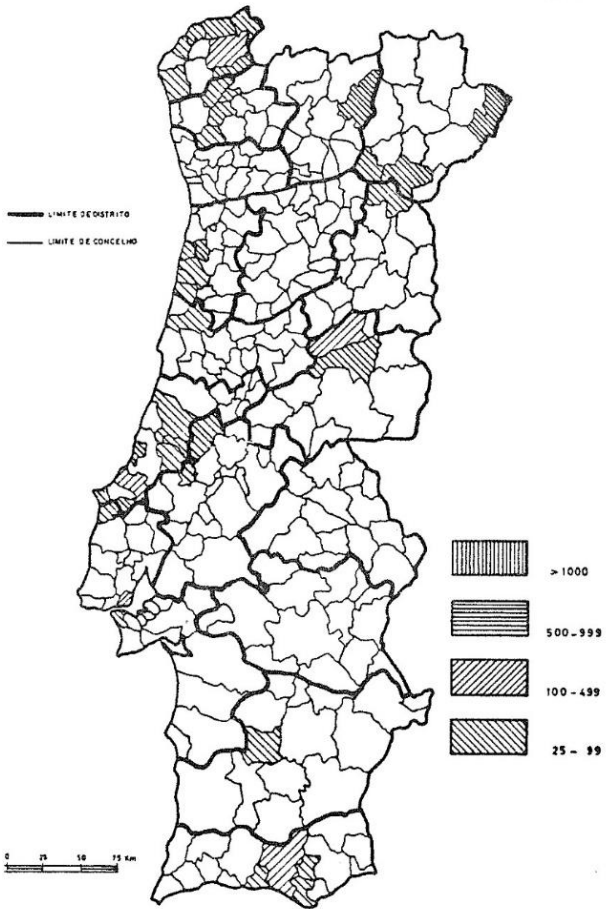 LIMITE DE DISTRITO
LIMITE DE CONCELHO
> 1000
500-999
100-499
25-99
0 25 50 75 Km